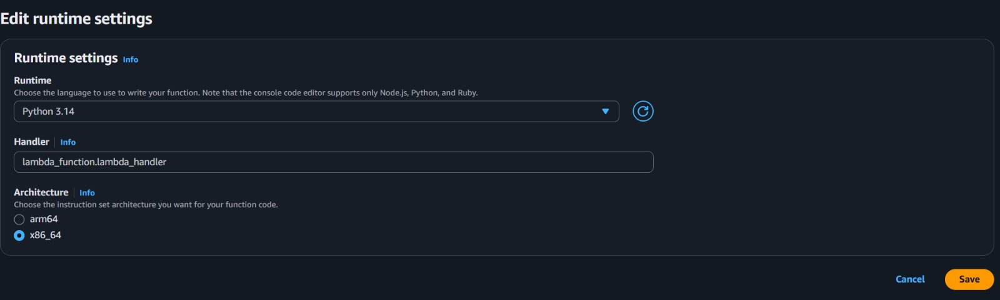 Edit runtime settings
Runtime settings Info
Runtime
Choose the language to use to write your function. Note that the console code editor supports only Node.js, Python, and Ruby.
Python 3.14
Handler Info
lambda_function.lambda_handler
Architecture Info
Choose the instruction set architecture you want for your function code.
arm64
x86_64
Cancel Save